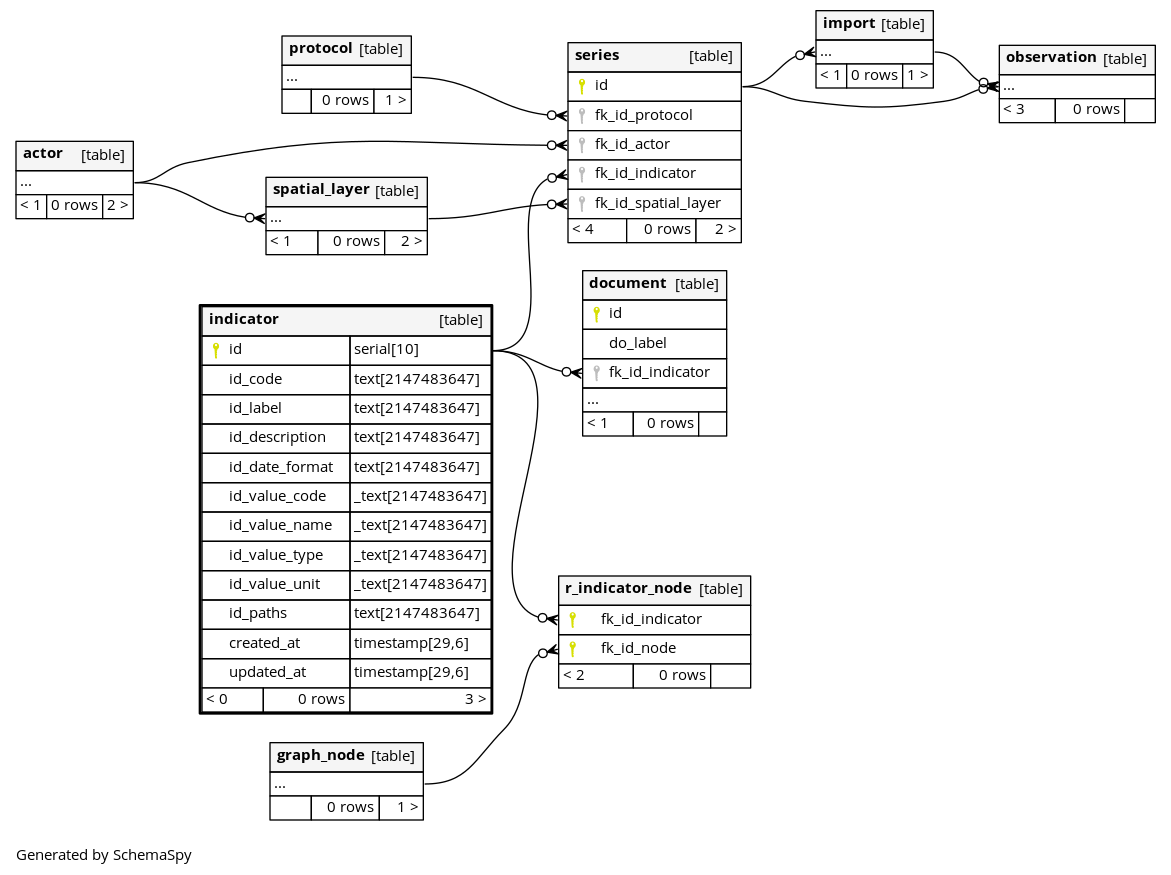 import [table]
...
< 1 0 rows 1 >
protocol [table]
...
0 rows 1 >
series [table]
id
fk_id_protocol
fk_id_actor
fk_id_indicator
fk_id_spatial_layer
< 4 0 rows 2 >
observation [table]
...
< 3 0 rows
actor [table]
...
< 1 0 rows 2 >
spatial_layer [table]
...
< 1 0 rows 2 >
document [table]
id
do_label
fk_id_indicator
...
< 1 0 rows
indicator [table]
id serial[10]
id_code text[2147483647]
id_label text[2147483647]
id_description text[2147483647]
id_date_format text[2147483647]
id_value_code _text[2147483647]
id_value_name _text[2147483647]
id_value_type _text[2147483647]
id_value_unit _text[2147483647]
id_paths text[2147483647]
created_at timestamp[29,6]
updated_at timestamp[29,6]
< 0 0 rows 3 >
r_indicator_node [table]
fk_id_indicator
fk_id_node
< 2 0 rows
graph_node [table]
...
0 rows 1 >
Generated by SchemaSpy